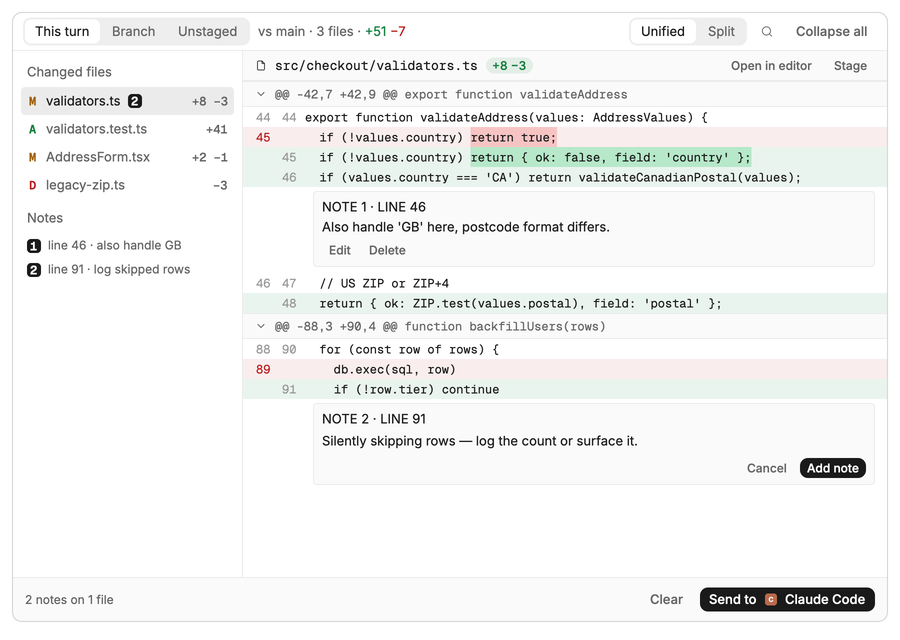 This turn Branch Unstaged vs main · 3 files · +51 −7 Unified Split Collapse all
Changed files
M validators.ts 2 +8 −3
A validators.test.ts +41
M AddressForm.tsx +2 −1
D legacy-zip.ts −3
Notes
1 line 46 · also handle GB
2 line 91 · log skipped rows
src/checkout/validators.ts +8 −3 Open in editor Stage
@@ -42,7 +42,9 @@ export function validateAddress
44 44 export function validateAddress(values: AddressValues) {
45 if (!values.country) return true;
45 if (!values.country) return { ok: false, field: 'country' };
46 if (values.country === 'CA') return validateCanadianPostal(values);
NOTE 1 · LINE 46
Also handle 'GB' here, postcode format differs.
Edit Delete
46 47 // US ZIP or ZIP+4
48 return { ok: ZIP.test(values.postal), field: 'postal' };
@@ -88,3 +90,4 @@ function backfillUsers(rows)
88 90 for (const row of rows) {
89 db.exec(sql, row)
91 if (!row.tier) continue
NOTE 2 · LINE 91
Silently skipping rows — log the count or surface it.
Cancel Add note
2 notes on 1 file Clear Send to C Claude Code